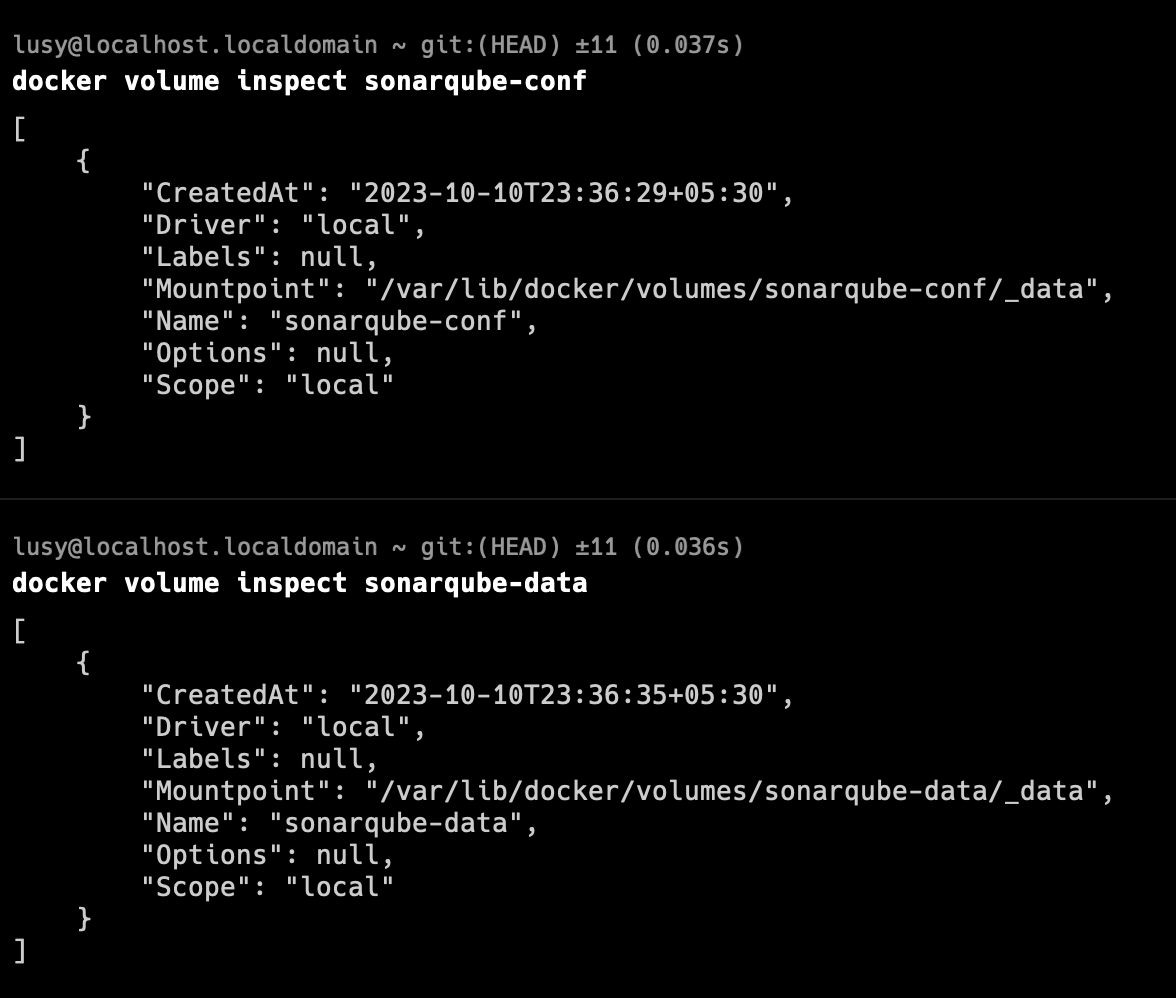 lusy@localhost.localdomain ~ git:(HEAD) ±11 (0.037s)
docker volume inspect sonarqube-conf
[
    {
        "CreatedAt": "2023-10-10T23:36:29+05:30",
        "Driver": "local",
        "Labels": null,
        "Mountpoint": "/var/lib/docker/volumes/sonarqube-conf/_data",
        "Name": "sonarqube-conf",
        "Options": null,
        "Scope": "local"
    }
]
lusy@localhost.localdomain ~ git:(HEAD) ±11 (0.036s)
docker volume inspect sonarqube-data
[
    {
        "CreatedAt": "2023-10-10T23:36:35+05:30",
        "Driver": "local",
        "Labels": null,
        "Mountpoint": "/var/lib/docker/volumes/sonarqube-data/_data",
        "Name": "sonarqube-data",
        "Options": null,
        "Scope": "local"
    }
]